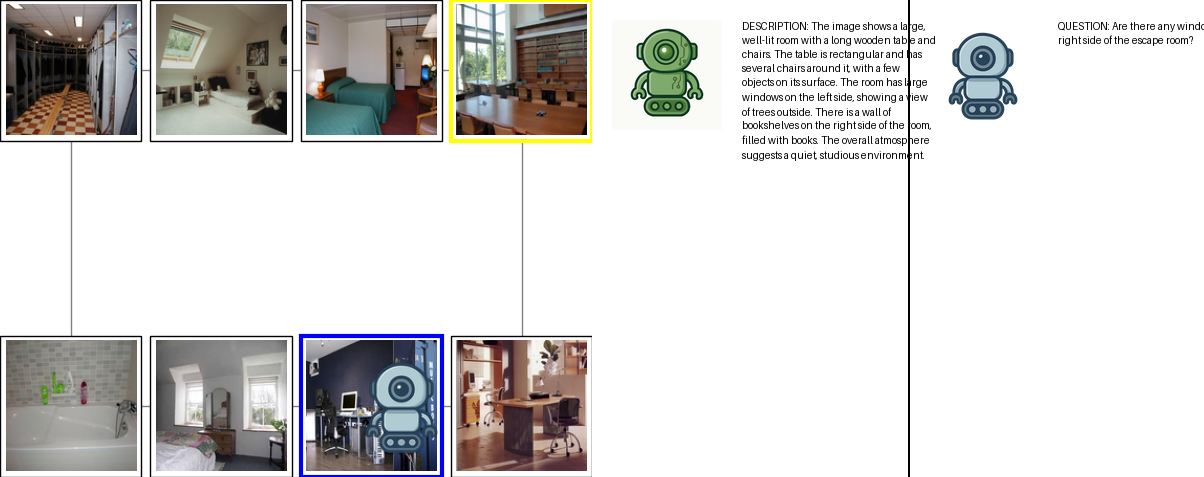 DESCRIPTION: The image shows a large,
well-lit room with a long wooden table and
chairs. The table is rectangular and has
several chairs around it, with a few
objects on its surface. The room has large
windows on the left side, showing a view
of trees outside. There is a wall of
bookshelves on the right side of the room,
filled with books. The overall atmosphere
suggests a quiet, studious environment.
QUESTION: Are there any
right side of the escape room?